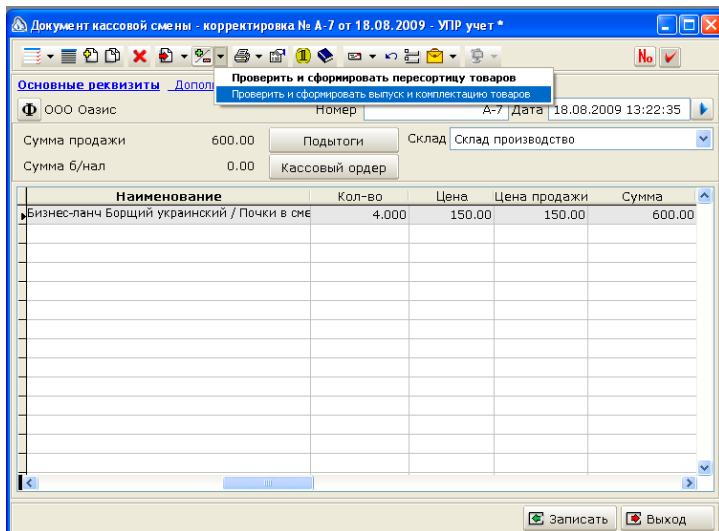 Документ кассовой смены - корректировка № А-7 от 18.08.2009 - УПР учет *
№
Проверить и сформировать пересортицу товаров
Основные реквизиты Допол
Проверить и сформировать выпуск и комплектацию товаров
Ф ООО Оазис Номер А-7 Дата 18.08.2009 13:22:35
Сумма продажи 600.00 Подытоги Склад Склад производство
Сумма б/нал 0.00 Кассовый ордер
Наименование Кол-во Цена Цена продажи Сумма
Бизнес-ланч Борщий украинский / Почки в сме 4.000 150.00 150.00 600.00
Записать Выход